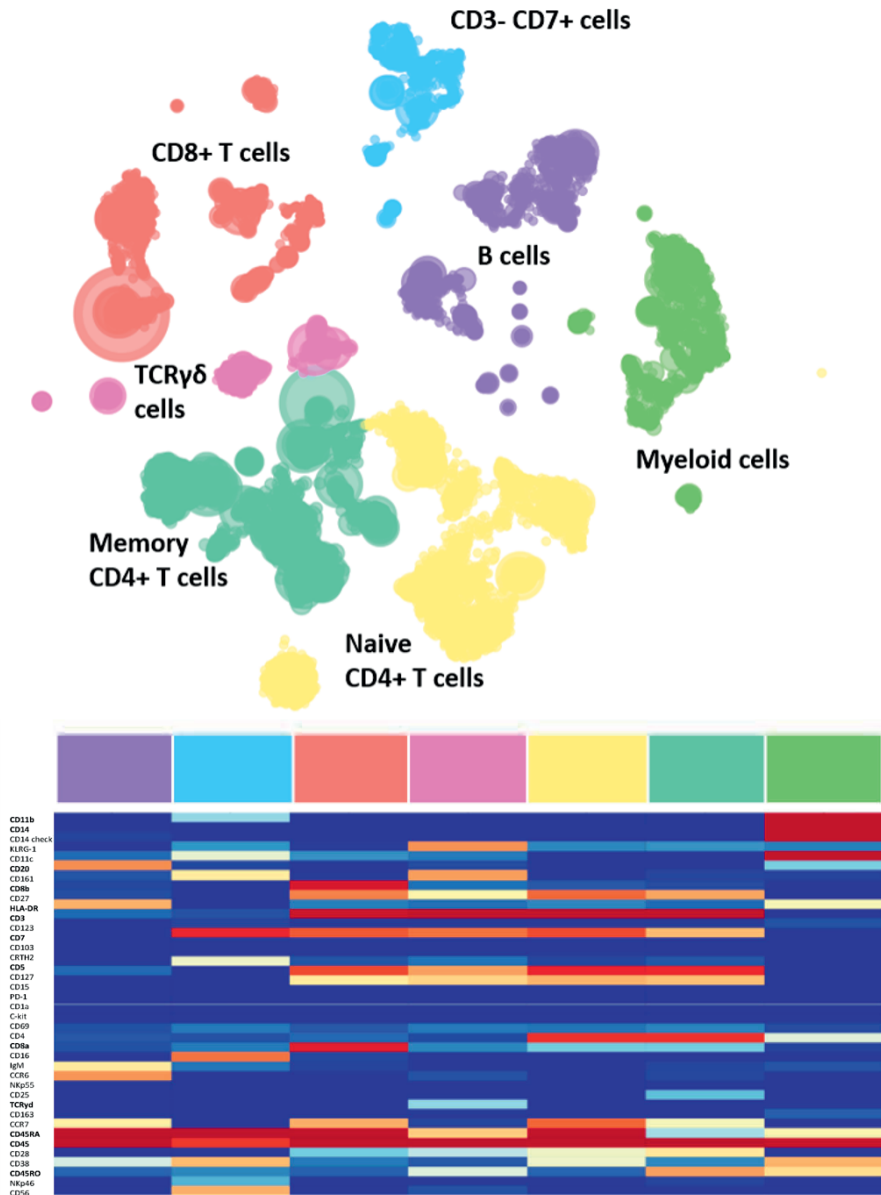 CD3- CD7+ cells
CD8+ T cells
B cells
TCRγδ
cells
Myeloid cells
Memory
CD4+ T cells
Naive
CD4+ T cells
CD11b
CD14
CD14 check
KLRG-1
CD11c
CD20
CD161
CD8b
CD27
HLA-DR
CD3
CD123
CD7
CD103
CRTH2
CD5
CD127
CD15
PD-1
CD1a
C-kit
CD69
CD4
CD8a
CD16
IgM
CCR6
NKp55
CD25
TCRyd
CD163
CCR7
CD45RA
CD45
CD28
CD38
CD45RO
NKp46
CD56